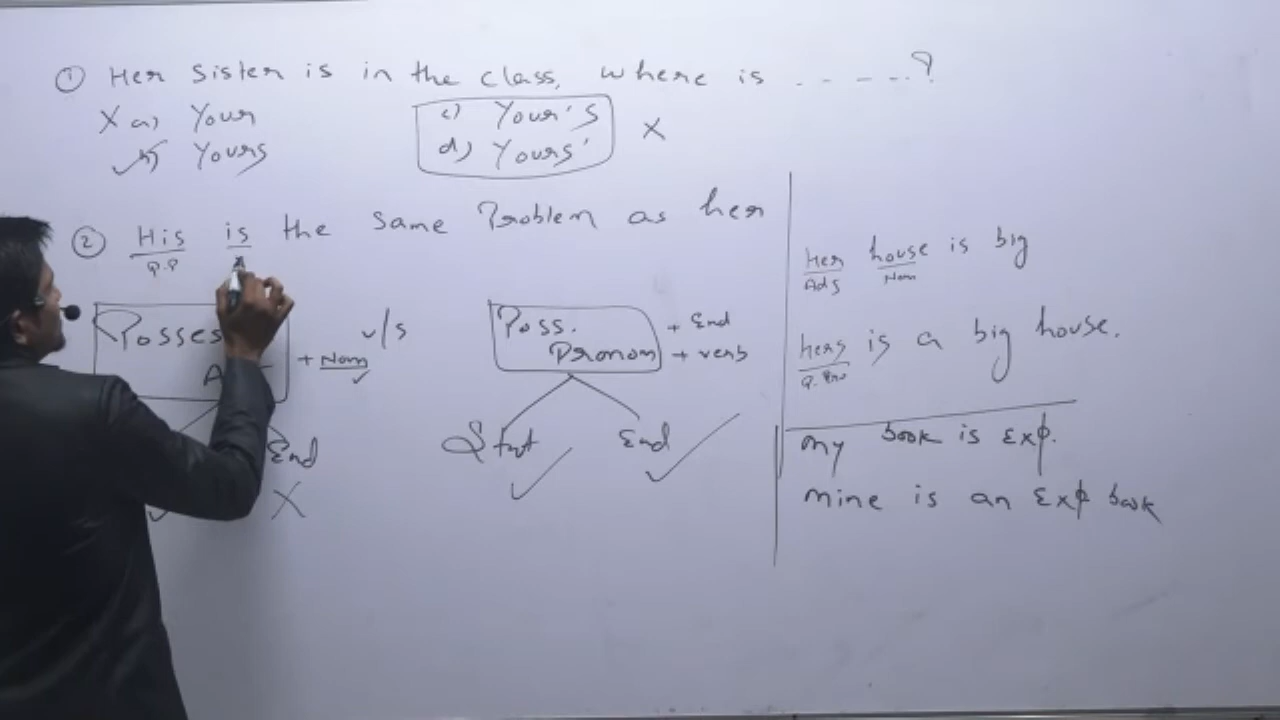 ① Her Sister is in the class, where is ......?
X a) Your
b) Yours
c) Your's
d) Yours'
X
② His is the same Problem as her
P.P
Posses
+ Noun
v/s
Poss.
Pronoun
+ End
+ verb
End
X
Start
End
Her house is big
Adj Noun
hers is a big house.
P. Pro
my book is Exp.
mine is an Exp book